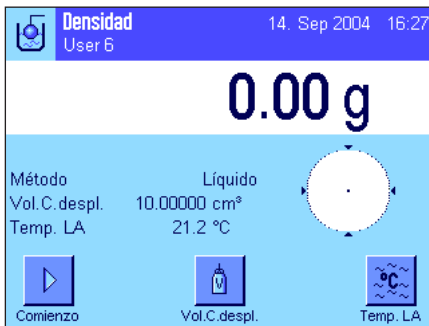 Densidad 14. Sep 2004 16:27
User 6
0.00 g
Método Líquido
Vol.C.despl. 10.00000 cm³
Temp. LA 21.2 °C
V °C
Comienzo Vol.C.despl. Temp. LA